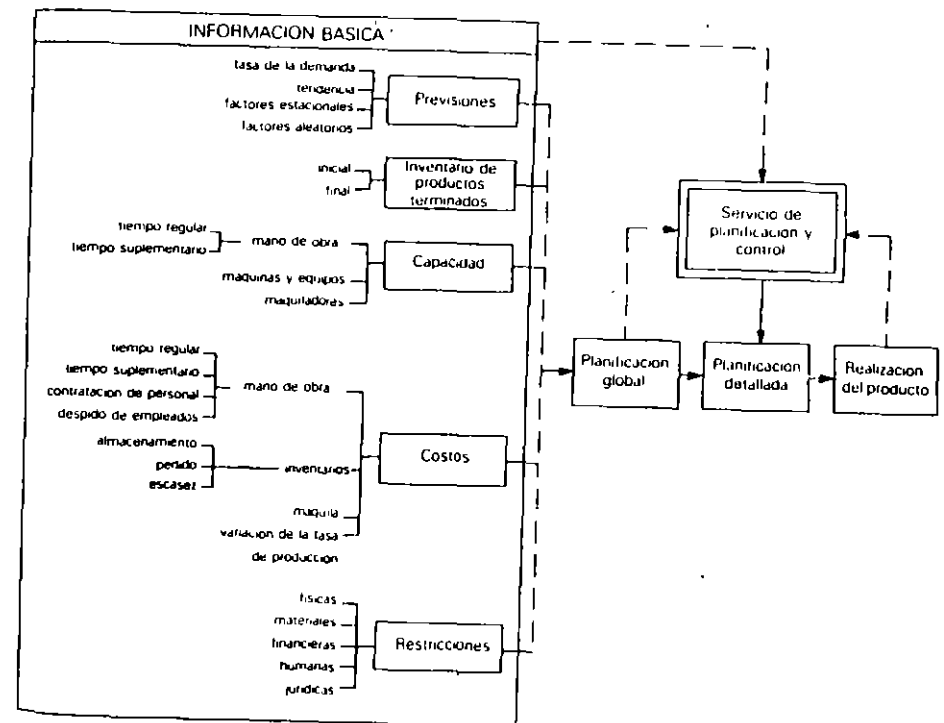 INFORMACION BASICA
tasa de la demanda
tendencia
factores estacionales
factores aleatorios
Previsiones
inicial
final
Inventario de
productos
terminados
tiempo regular
tiempo suplementario
mano de obra
maquinas y equipos
maquiladores
Capacidad
tiempo regular
tiempo suplementario
contratacion de personal
despido de empleados
mano de obra
almacenamiento
pedido
escasez
inventarios
maquila
variacion de la tasa
de produccion
Costos
fisicas
materiales
financieras
humanas
juridicas
Restricciones
Servicio de
planificacion y
control
Planificacion
global
Planificación
detallada
Realizacion
del producto